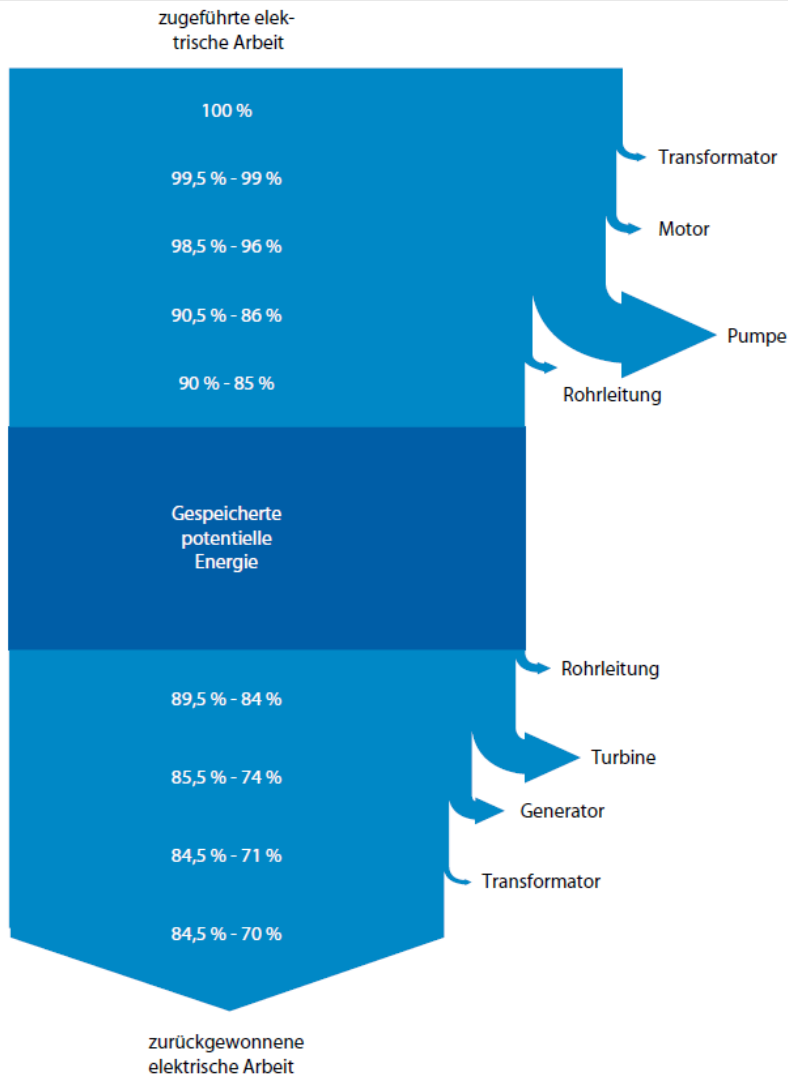 zugeführte elek-
trische Arbeit
100 %
Transformator
99,5 % - 99 %
Motor
98,5 % - 96 %
90,5 % - 86 %
Pumpe
90 % - 85 %
Rohrleitung
Gespeicherte
potentielle
Energie
Rohrleitung
89,5 % - 84 %
Turbine
85,5 % - 74 %
Generator
84,5 % - 71 %
Transformator
84,5 % - 70 %
zurückgewonnene
elektrische Arbeit